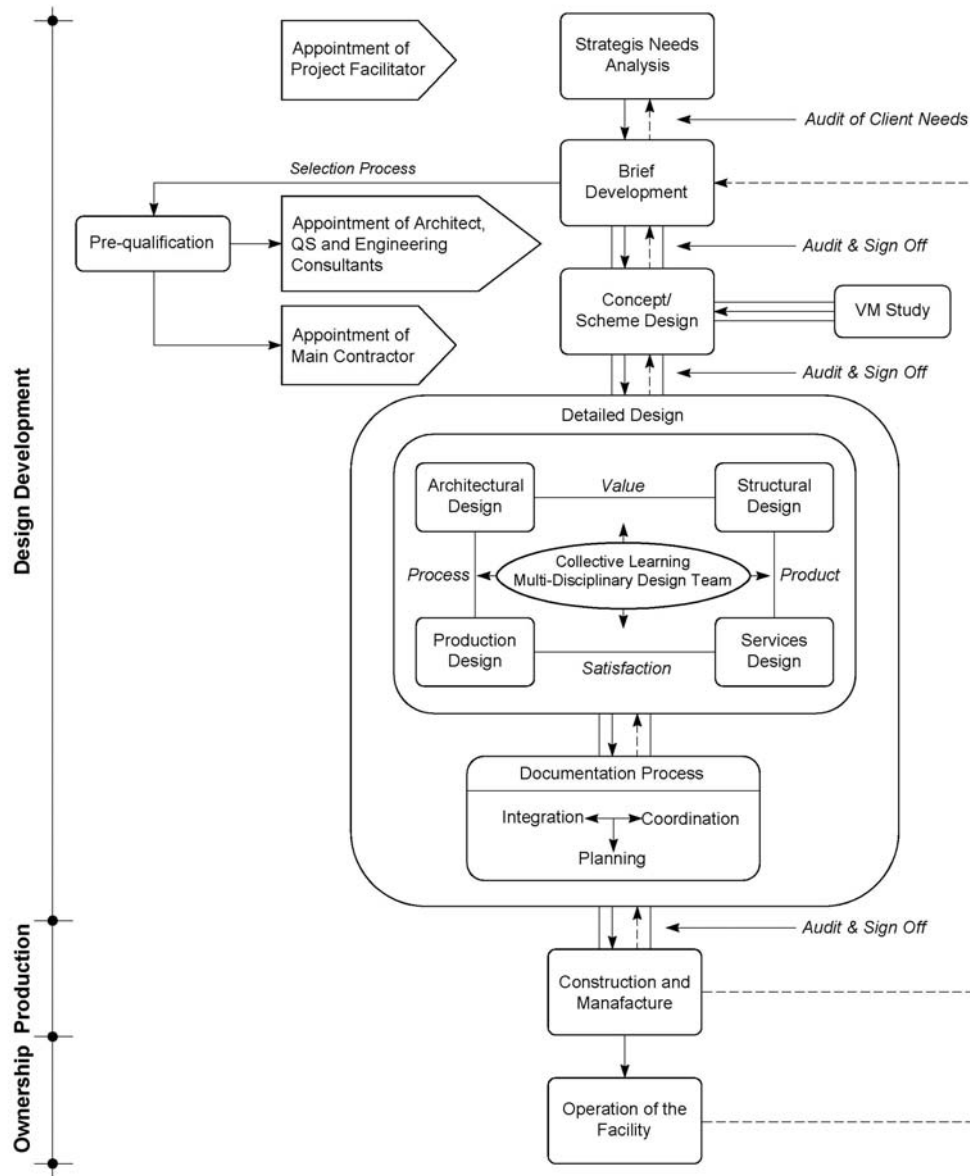 Appointment of
Project Facilitator
Strategis Needs
Analysis
Audit of Client Needs
Selection Process
Brief
Development
Pre-qualification
Appointment of Architect,
QS and Engineering
Consultants
Audit & Sign Off
Concept/
Scheme Design
VM Study
Appointment of
Main Contractor
Audit & Sign Off
Design Development
Detailed Design
Architectural
Design
Value
Structural
Design
Process
Collective Learning
Multi-Disciplinary Design Team
Product
Production
Design
Satisfaction
Services
Design
Documentation Process
Integration
Coordination
Planning
Audit & Sign Off
Production
Construction and
Manafacture
Ownership
Operation of the
Facility